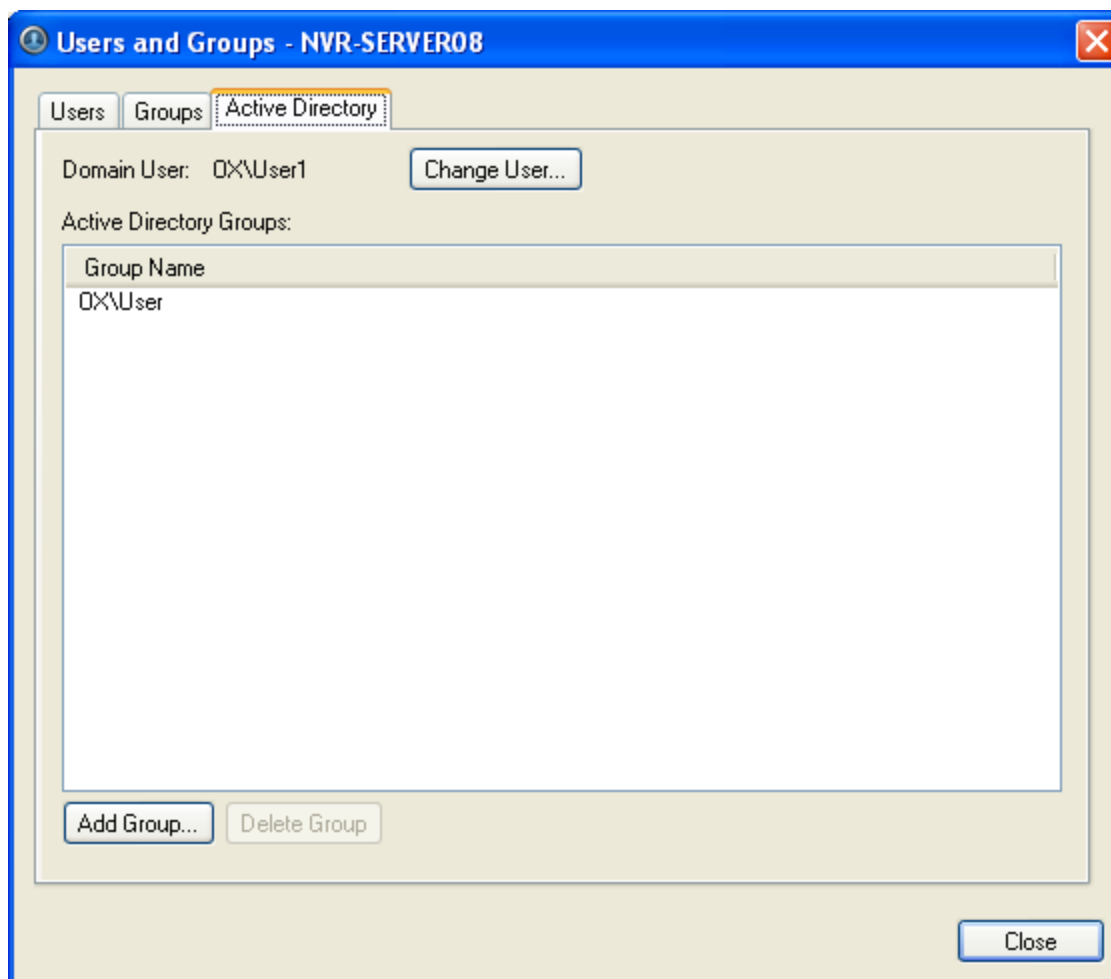 Users and Groups - NVR-SERVER08
Users Groups Active Directory
Domain User: OX\User1 Change User...
Active Directory Groups:
Group Name
OX\User
Add Group... Delete Group
Close